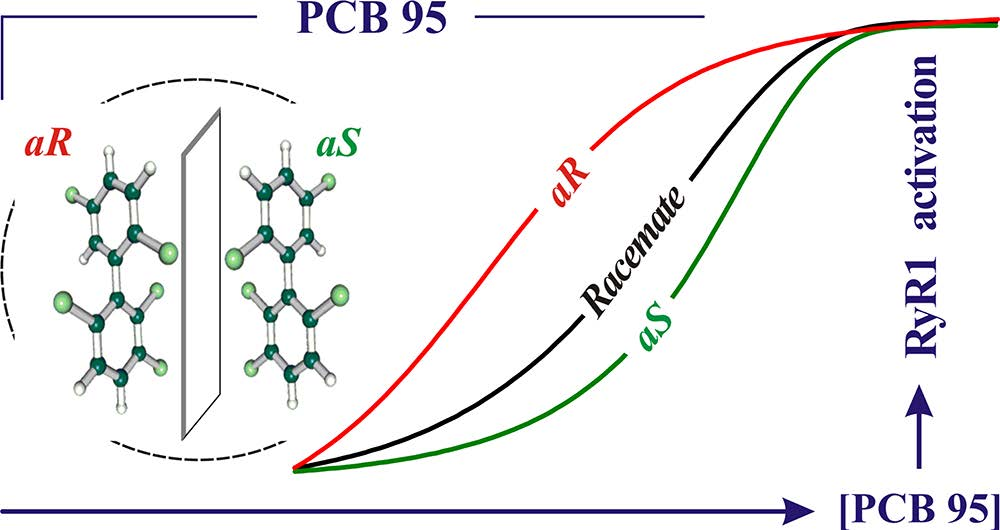 PCB 95
aR
aS
aR
Racemate
aS
RyR1 activation
[PCB 95]